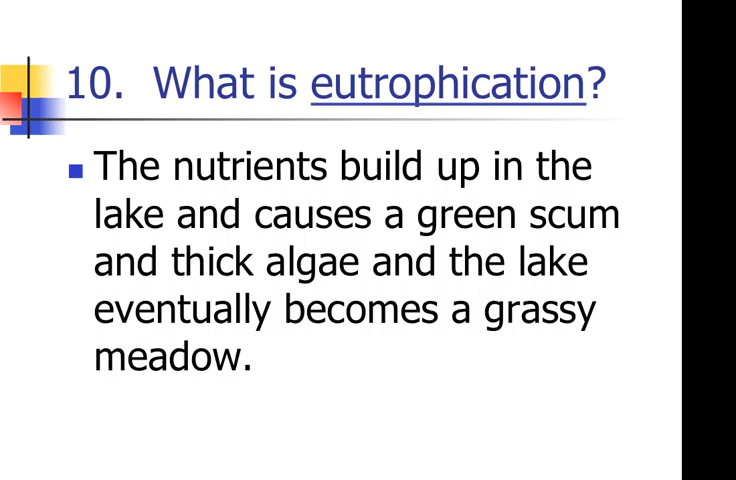 10. What is eutrophication?
The nutrients build up in the
lake and causes a green scum
and thick algae and the lake
eventually becomes a grassy
meadow.